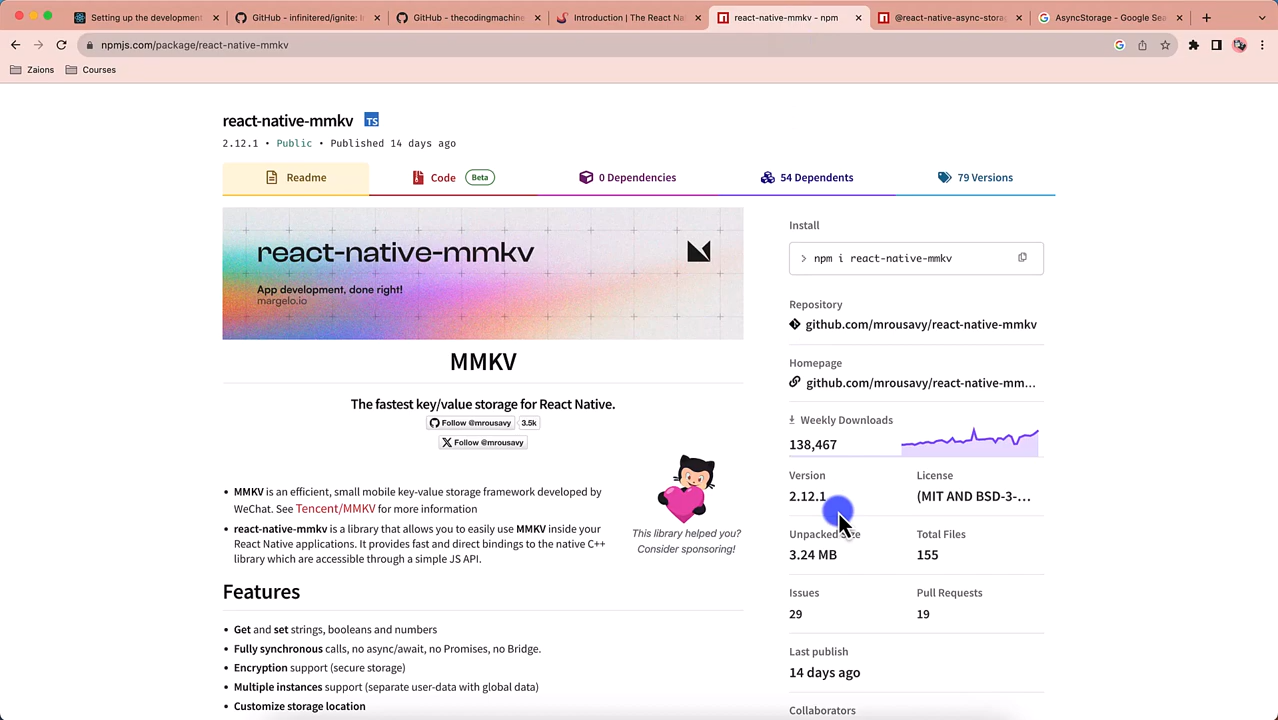 Setting up the development
GitHub - infinitered/ignite: I
GitHub - thecodingmachine
Introduction | The React Na
react-native-mmkv - npm
@react-native-async-storag
AsyncStorage - Google Sea
npmjs.com/package/react-native-mmkv
Zaions
Courses
react-native-mmkv TS
2.12.1 • Public • Published 14 days ago
Readme
Code Beta
0 Dependencies
54 Dependents
79 Versions
react-native-mmkv
App development, done right!
margelo.io
MMKV
The fastest key/value storage for React Native.
Follow @mrousavy 3.5k
Follow @mrousavy
• MMKV is an efficient, small mobile key-value storage framework developed by
WeChat. See Tencent/MMKV for more information
• react-native-mmkv is a library that allows you to easily use MMKV inside your
React Native applications. It provides fast and direct bindings to the native C++
library which are accessible through a simple JS API.
This library helped you?
Consider sponsoring!
Features
• Get and set strings, booleans and numbers
• Fully synchronous calls, no async/await, no Promises, no Bridge.
• Encryption support (secure storage)
• Multiple instances support (separate user-data with global data)
• Customize storage location
Install
> npm i react-native-mmkv
Repository
github.com/mrousavy/react-native-mmkv
Homepage
github.com/mrousavy/react-native-mm...
Weekly Downloads
138,467
Version
2.12.1
License
(MIT AND BSD-3-...
Unpacked Size
3.24 MB
Total Files
155
Issues
29
Pull Requests
19
Last publish
14 days ago
Collaborators